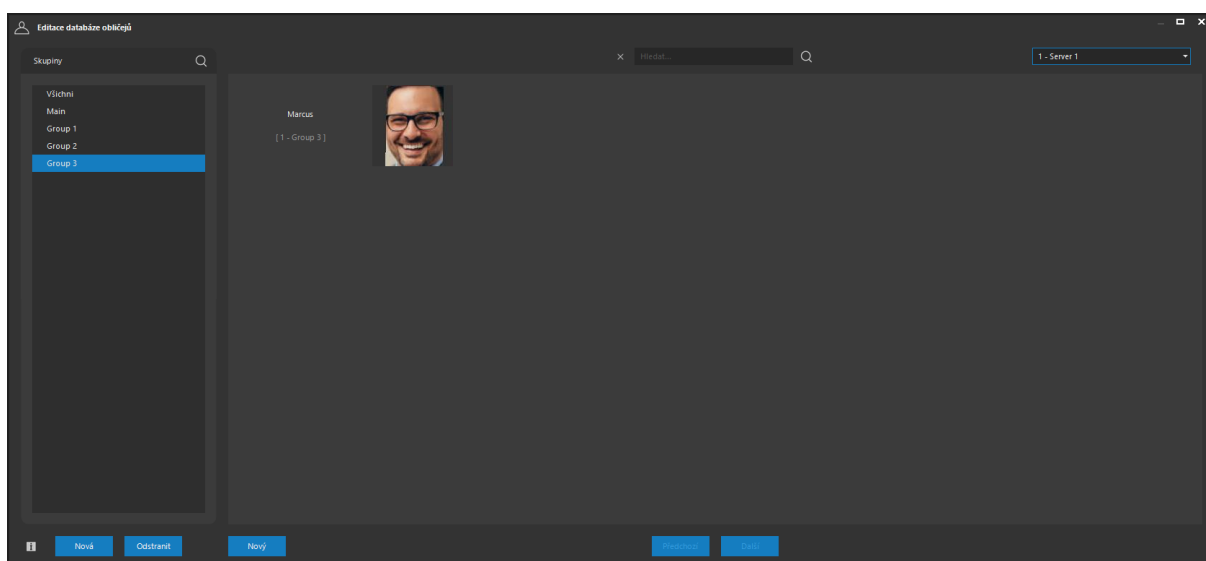 Editace databáze obličejů
Skupiny
Hledat...
1 - Server 1
Všichni
Main
Group 1
Group 2
Group 3
Marcus
[ 1 - Group 3 ]
Nová
Odstranit
Nový
Předchozí
Další